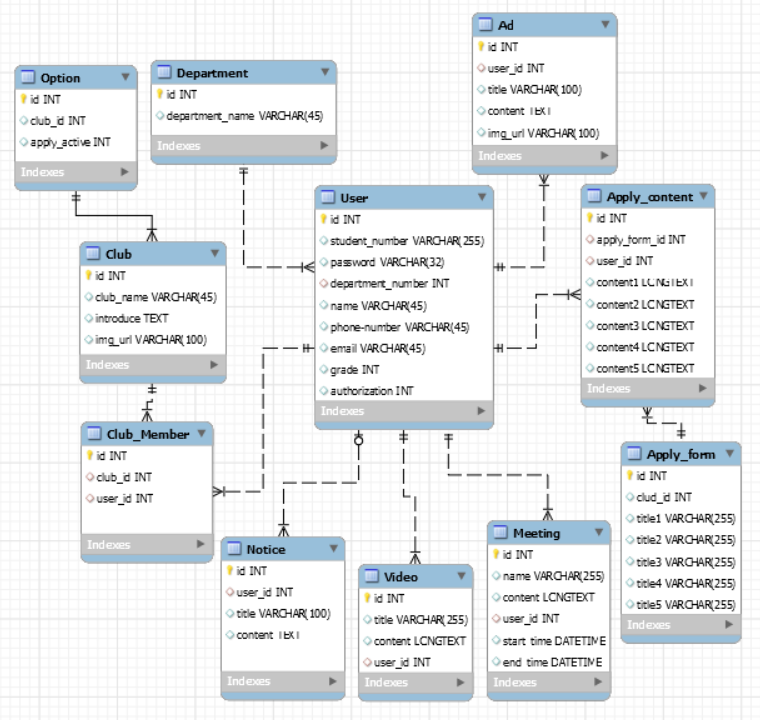 Ad
id INT
user_id INT
title VARCHAR(100)
content TEXT
img_url VARCHAR(100)
Indexes
Option
id INT
club_id INT
apply_active INT
Indexes
Department
id INT
department_name VARCHAR(45)
Indexes
User
id INT
student_number VARCHAR(255)
password VARCHAR(32)
department_number INT
name VARCHAR(45)
phone-number VARCHAR(45)
email VARCHAR(45)
grade INT
authorization INT
Indexes
Apply_content
id INT
apply_form_id INT
user_id INT
content1 LONGTEXT
content2 LONGTEXT
content3 LONGTEXT
content4 LONGTEXT
content5 LONGTEXT
Indexes
Club
id INT
club_name VARCHAR(45)
introduce TEXT
img_url VARCHAR(100)
Indexes
Club_Member
id INT
club_id INT
user_id INT
Indexes
Apply_form
id INT
clud_id INT
title1 VARCHAR(255)
title2 VARCHAR(255)
title3 VARCHAR(255)
title4 VARCHAR(255)
title5 VARCHAR(255)
Indexes
Notice
id INT
user_id INT
title VARCHAR(100)
content TEXT
Indexes
Video
id INT
title VARCHAR(255)
content LONGTEXT
user_id INT
Indexes
Meeting
id INT
name VARCHAR(255)
content LONGTEXT
user_id INT
start_time DATETIME
end_time DATETIME
Indexes